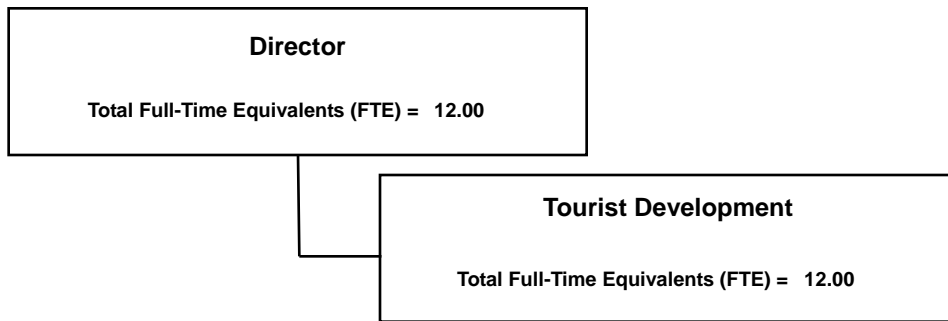 Director
Total Full-Time Equivalents (FTE) = 12.00
Tourist Development
Total Full-Time Equivalents (FTE) = 12.00